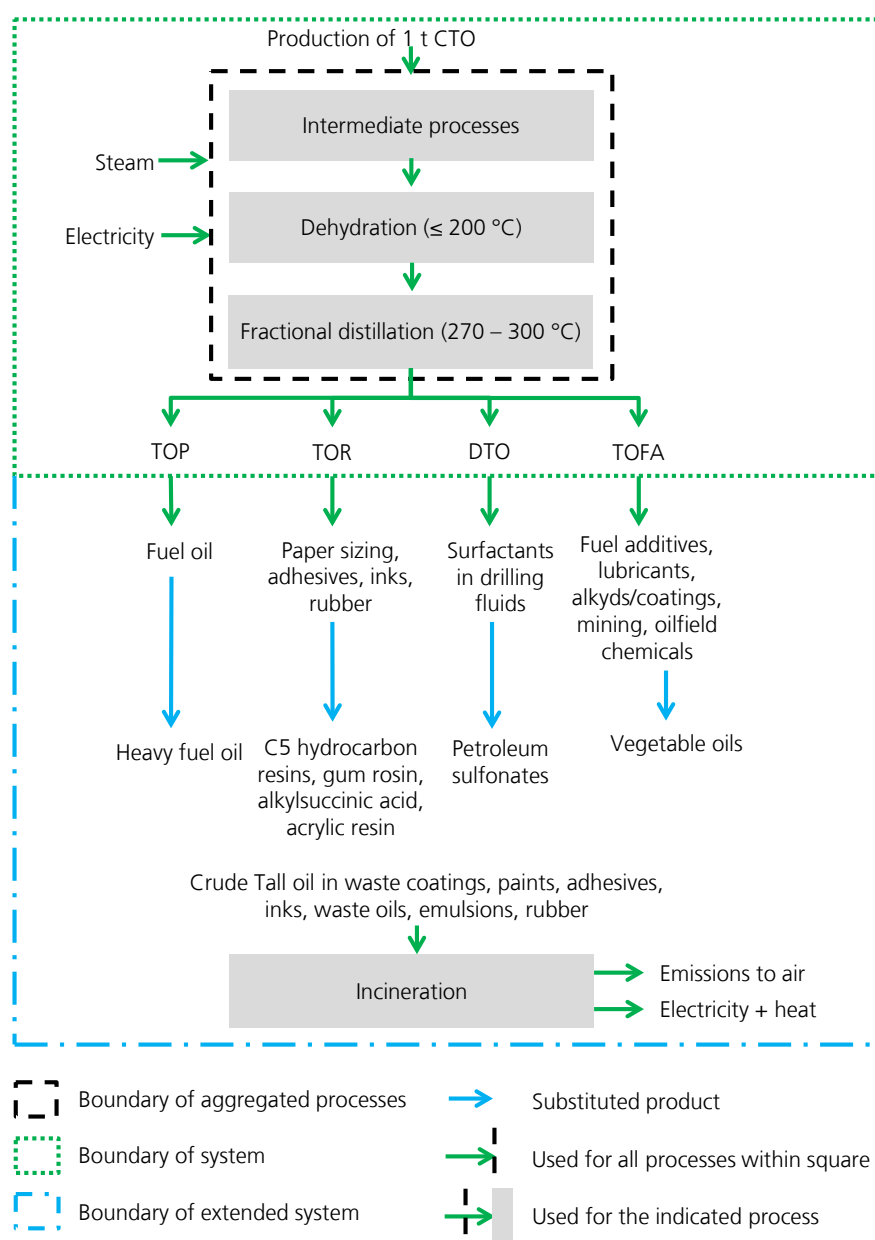 Production of 1 t CTO
Intermediate processes
Steam
Electricity
Dehydration (≤ 200 °C)
Fractional distillation (270 – 300 °C)
TOP
TOR
DTO
TOFA
Fuel oil
Paper sizing,
adhesives, inks,
rubber
Surfactants
in drilling
fluids
Fuel additives,
lubricants,
alkyds/coatings,
mining, oilfield
chemicals
Heavy fuel oil
C5 hydrocarbon
resins, gum rosin,
alkylsuccinic acid,
acrylic resin
Petroleum
sulfonates
Vegetable oils
Crude Tall oil in waste coatings, paints, adhesives,
inks, waste oils, emulsions, rubber
Incineration
Emissions to air
Electricity + heat
Boundary of aggregated processes
Boundary of system
Boundary of extended system
Substituted product
Used for all processes within square
Used for the indicated process